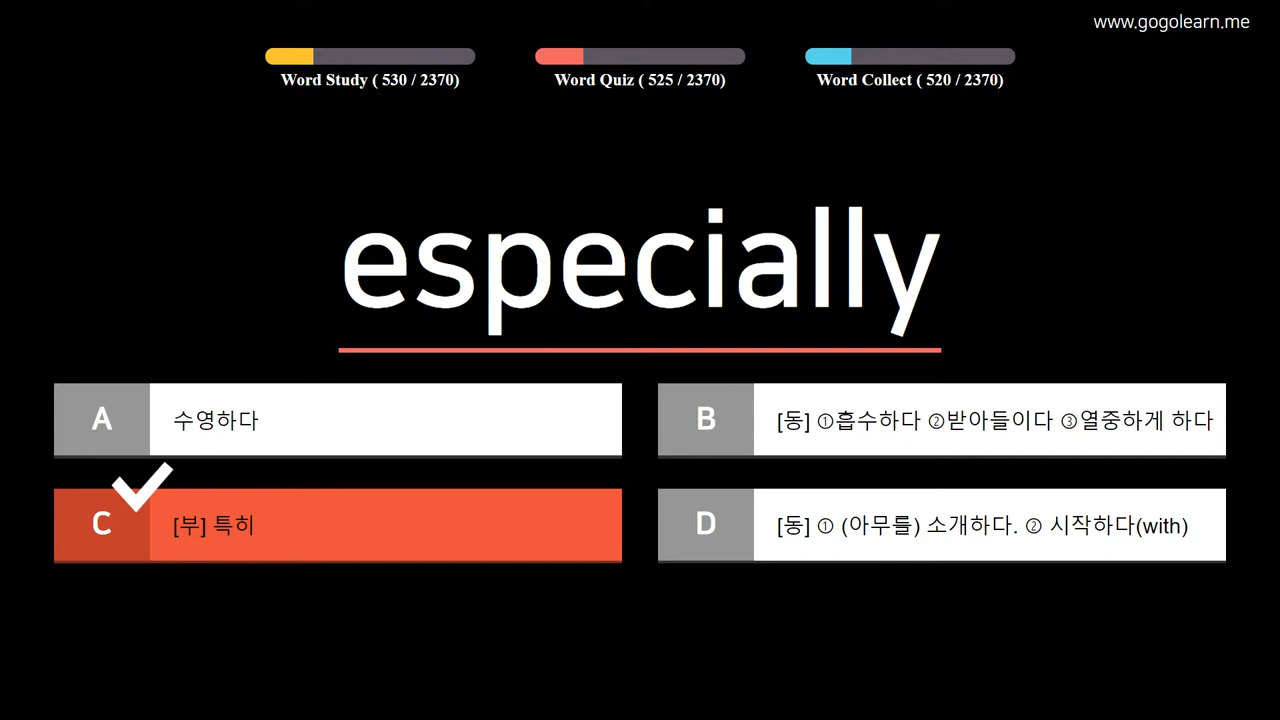 www.gogolearn.me
Word Study ( 530 / 2370)
Word Quiz ( 525 / 2370)
Word Collect ( 520 / 2370)
especially
A 수영하다
B [동] ①흡수하다 ②받아들이다 ③열중하게 하다
C [부] 특히
D [동] ① (아무를) 소개하다. ② 시작하다(with)